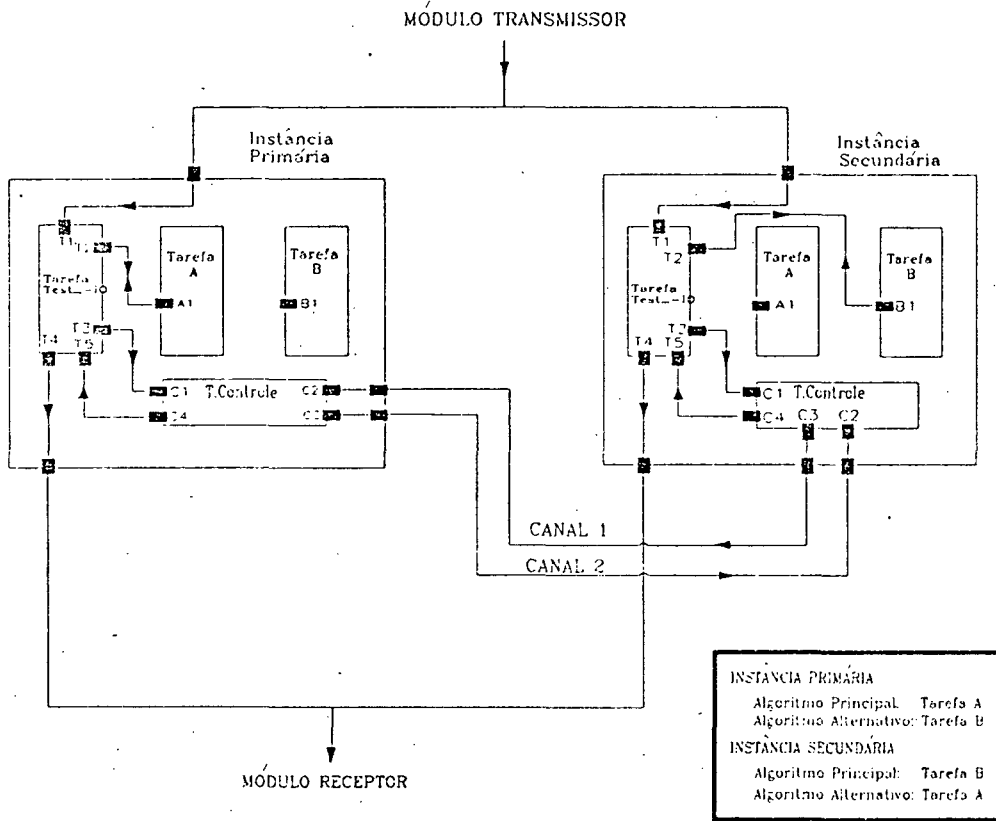 MÓDULO TRANSMISSOR
Instância
Primária
Instância
Secundária
T1
Tarefa
A
Tarefa
B
Tarefa
A1
B1
T3
T4
T5
C1 T.Controle C2
C4 C3
T1
T2
Tarefa
A
Tarefa
B
Tarefa
A1
B1
T3
T4
T5
C1 T.Controle
C4 C3 C2
CANAL 1
CANAL 2
MÓDULO RECEPTOR
INSTÂNCIA PRIMÁRIA
Algoritmo Principal: Tarefa A
Algoritmo Alternativo: Tarefa B
INSTÂNCIA SECUNDÁRIA
Algoritmo Principal: Tarefa B
Algoritmo Alternativo: Tarefa A